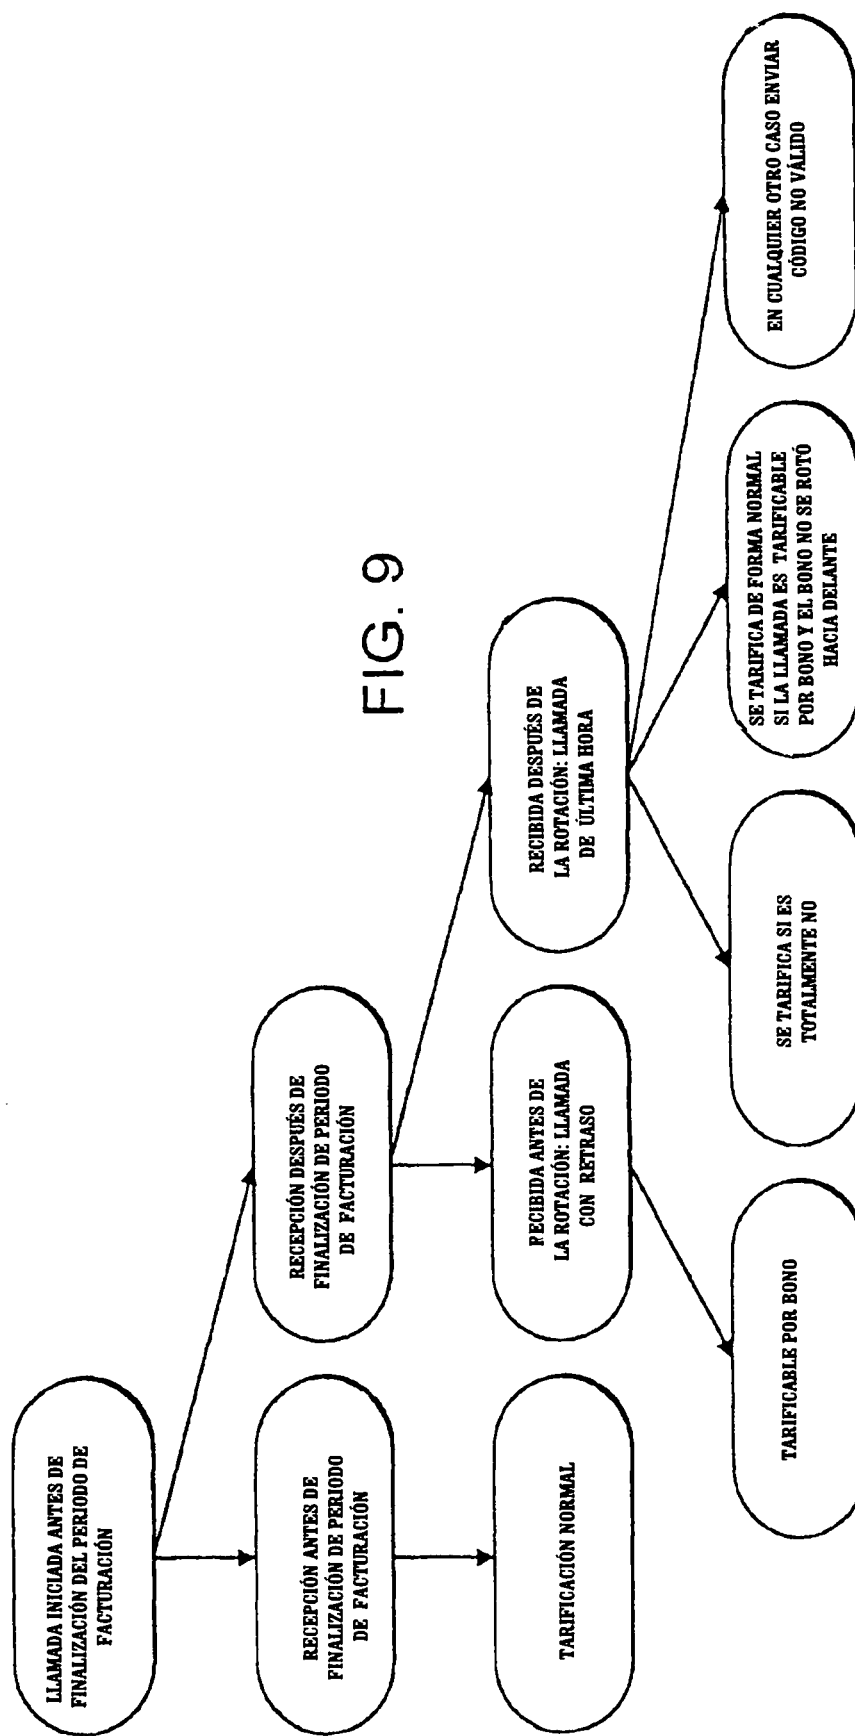 LLAMADA INICIADA ANTES DE
FINALIZACIÓN DEL PERIODO DE
FACTURACIÓN
RECEPCIÓN ANTES DE
FINALIZACIÓN DE PERIODO
DE FACTURACIÓN
RECEPCIÓN DESPUÉS DE
FINALIZACIÓN DE PERIODO
DE FACTURACIÓN
FIG. 9
TARIFICACIÓN NORMAL
RECIBIDA ANTES DE
LA ROTACIÓN: LLAMADA
CON RETRASO
RECIBIDA DESPUÉS DE
LA ROTACIÓN: LLAMADA
DE ÚLTIMA HORA
TARIFICABLE POR BONO
SE TARIFICA SI ES
TOTALMENTE NO
SE TARIFICA DE FORMA NORMAL
SI LA LLAMADA ES TARIFICABLE
POR BONO Y EL BONO NO SE ROTÓ
HACIA DELANTE
EN CUALQUIER OTRO CASO ENVIAR
CÓDIGO NO VÁLIDO